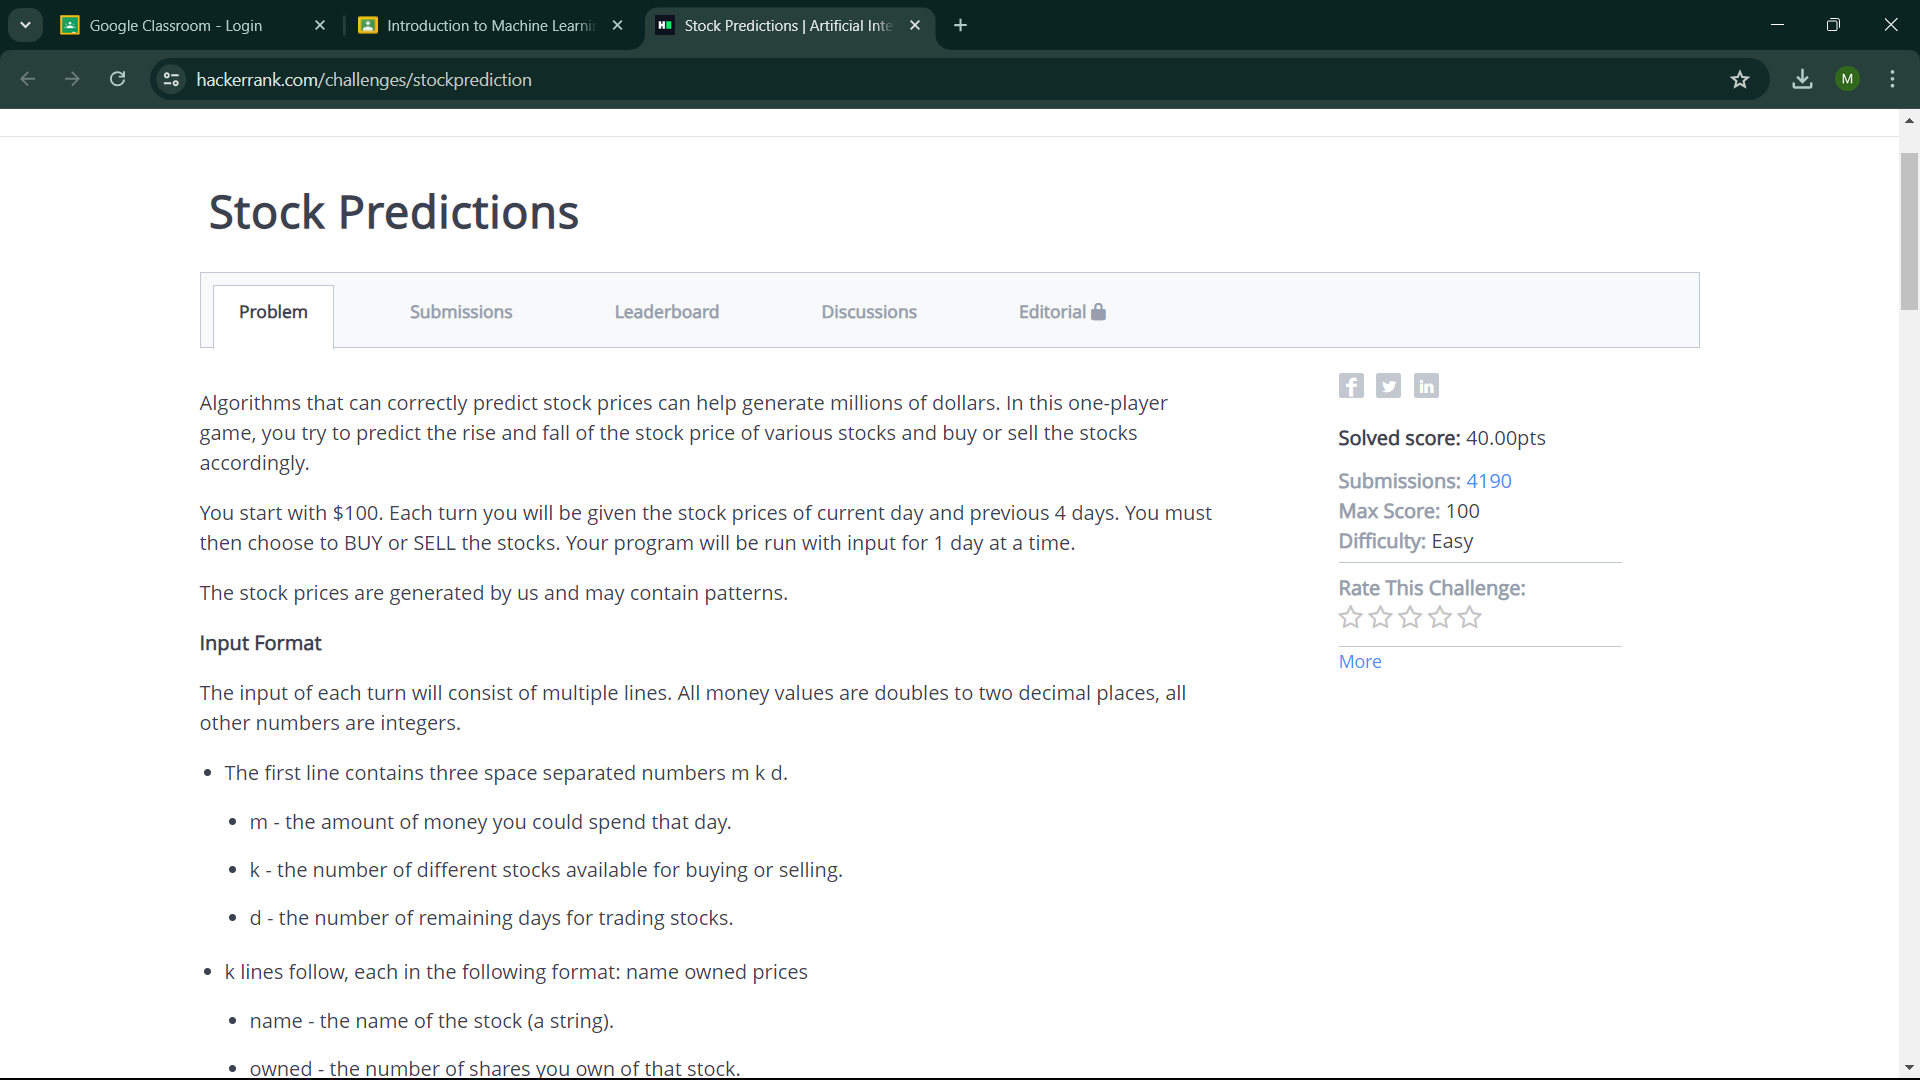 Google Classroom - Login
Introduction to Machine Learni
Stock Predictions | Artificial Inte
hackerrank.com/challenges/stockprediction
M
Stock Predictions
Problem
Submissions
Leaderboard
Discussions
Editorial
Algorithms that can correctly predict stock prices can help generate millions of dollars. In this one-player
game, you try to predict the rise and fall of the stock price of various stocks and buy or sell the stocks
accordingly.
You start with $100. Each turn you will be given the stock prices of current day and previous 4 days. You must
then choose to BUY or SELL the stocks. Your program will be run with input for 1 day at a time.
The stock prices are generated by us and may contain patterns.
Input Format
The input of each turn will consist of multiple lines. All money values are doubles to two decimal places, all
other numbers are integers.
• The first line contains three space separated numbers m k d.
• m - the amount of money you could spend that day.
• k - the number of different stocks available for buying or selling.
• d - the number of remaining days for trading stocks.
• k lines follow, each in the following format: name owned prices
• name - the name of the stock (a string).
• owned - the number of shares you own of that stock.
Solved score: 40.00pts
Submissions: 4190
Max Score: 100
Difficulty: Easy
Rate This Challenge:
More